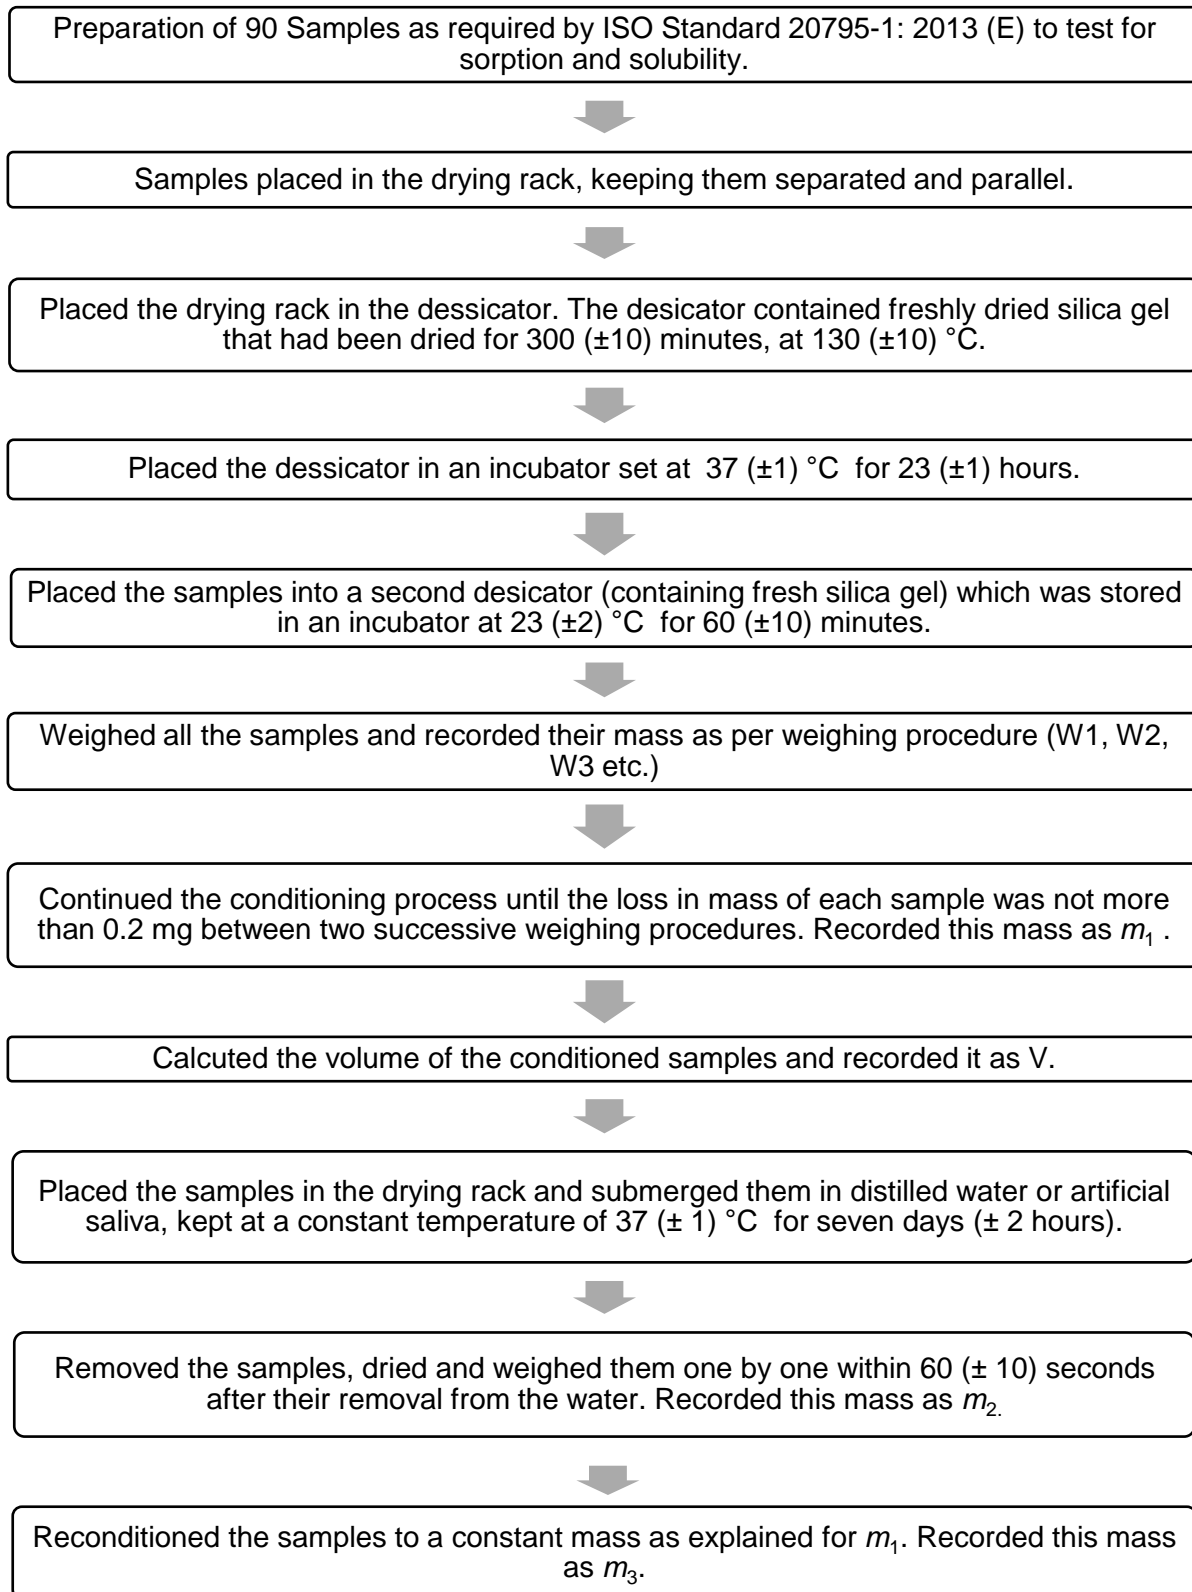 Preparation of 90 Samples as required by ISO Standard 20795-1: 2013 (E) to test for
sorption and solubility.
Samples placed in the drying rack, keeping them separated and parallel.
Placed the drying rack in the dessicator. The desicator contained freshly dried silica gel
that had been dried for 300 (±10) minutes, at 130 (±10) °C.
Placed the dessicator in an incubator set at 37 (±1) °C for 23 (±1) hours.
Placed the samples into a second desicator (containing fresh silica gel) which was stored
in an incubator at 23 (±2) °C for 60 (±10) minutes.
Weighed all the samples and recorded their mass as per weighing procedure (W1, W2,
W3 etc.)
Continued the conditioning process until the loss in mass of each sample was not more
than 0.2 mg between two successive weighing procedures. Recorded this mass as m₁ .
Calcuted the volume of the conditioned samples and recorded it as V.
Placed the samples in the drying rack and submerged them in distilled water or artificial
saliva, kept at a constant temperature of 37 (± 1) °C for seven days (± 2 hours).
Removed the samples, dried and weighed them one by one within 60 (± 10) seconds
after their removal from the water. Recorded this mass as m₂.
Reconditioned the samples to a constant mass as explained for m₁. Recorded this mass
as m₃.